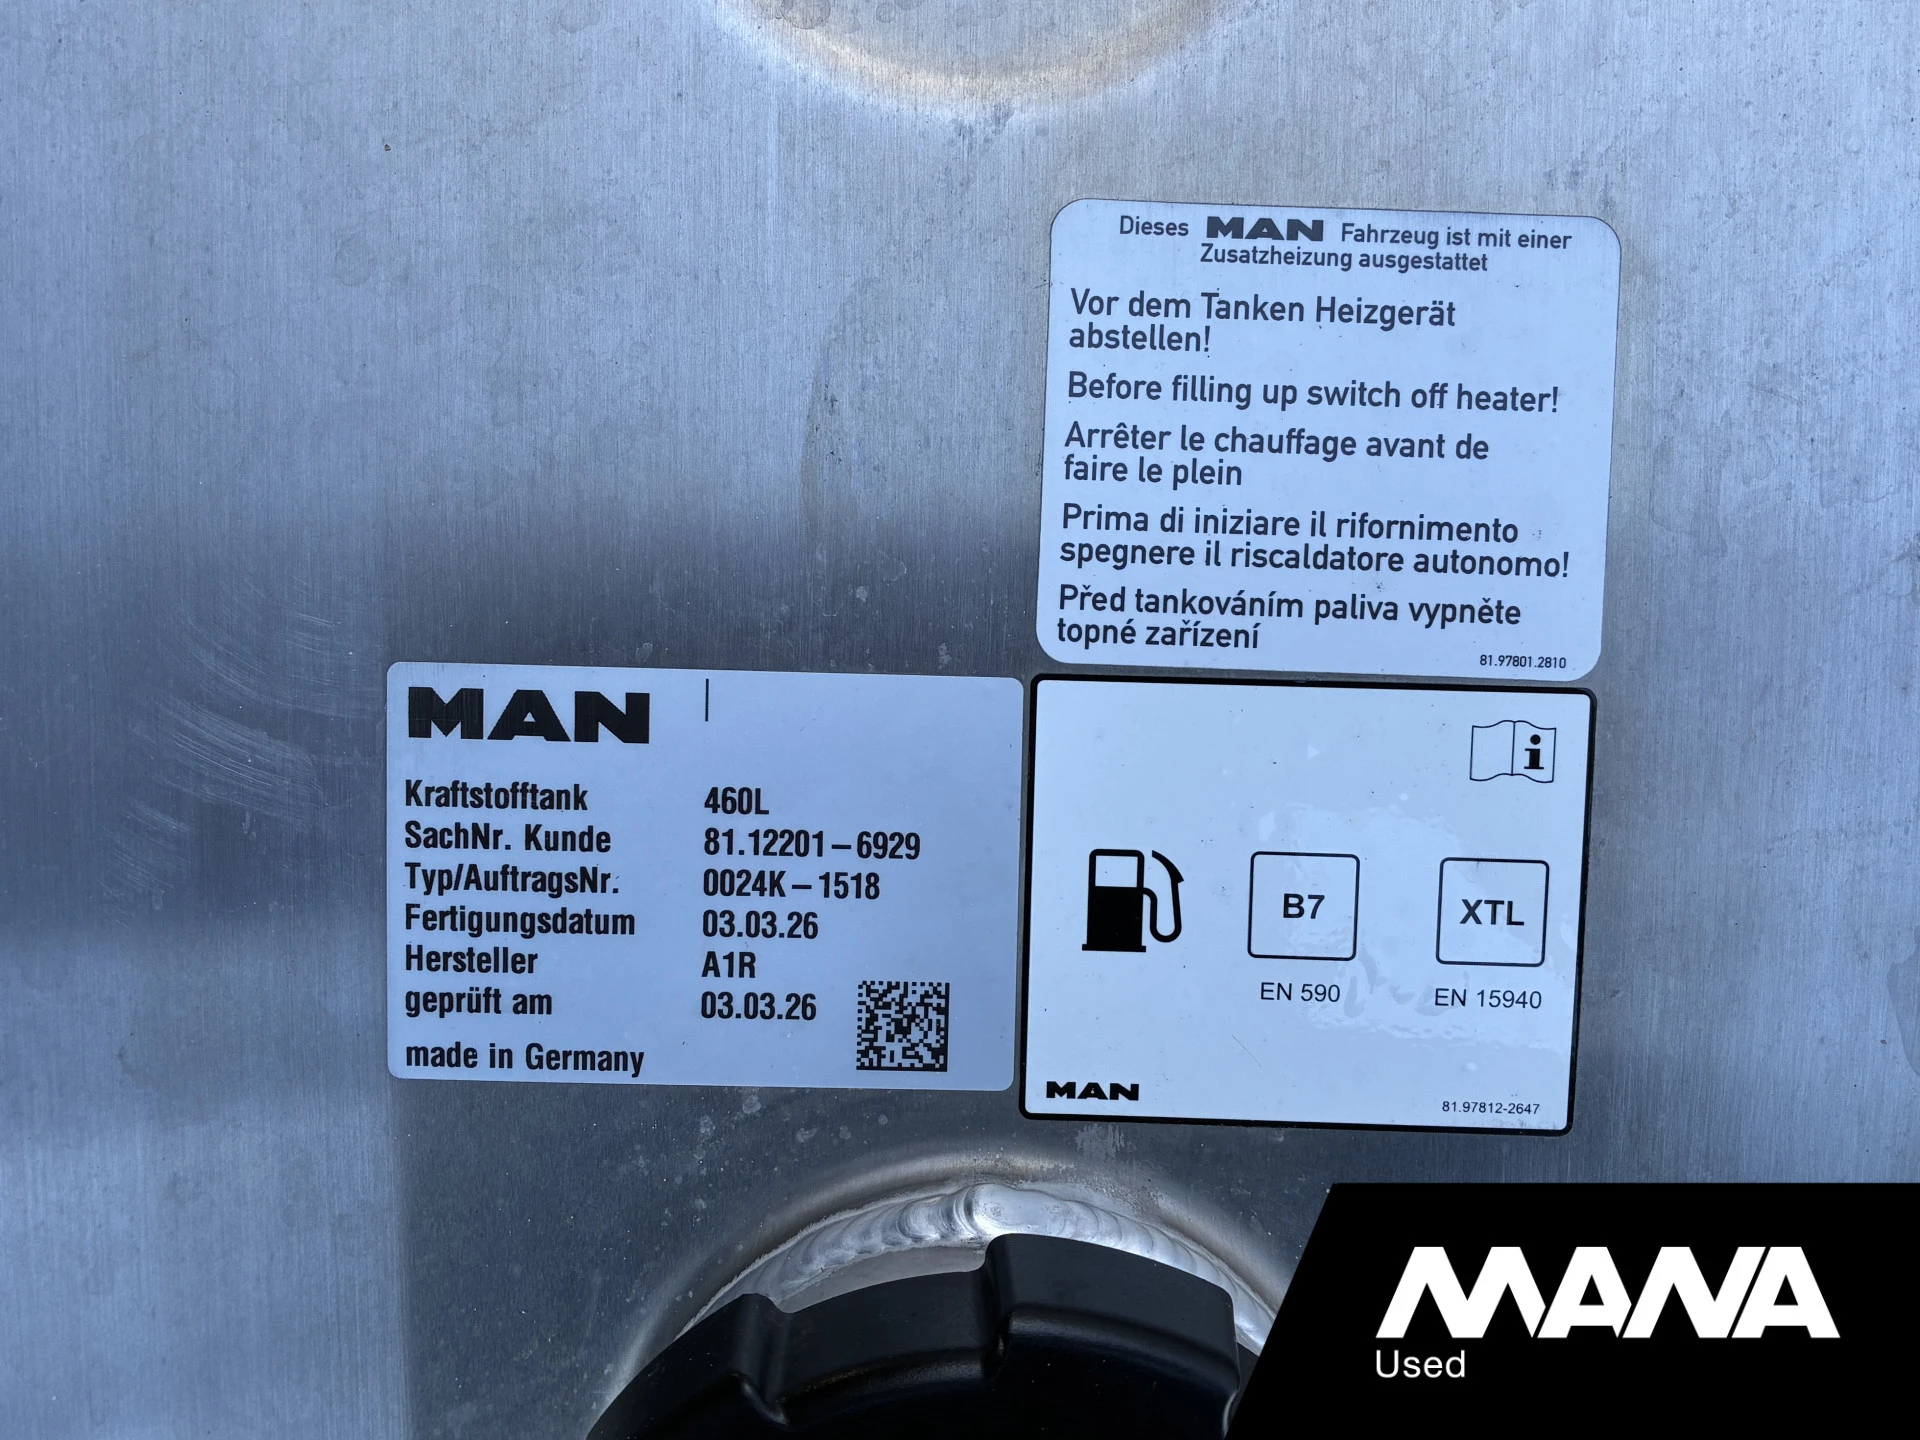 Dieses MAN Fahrzeug ist mit einer
Zusatzheizung ausgestattet
Vor dem Tanken Heizgerät
abstellen!
Before filling up switch off heater!
Arrêter le chauffage avant de
faire le plein
Prima di iniziare il rifornimento
spegnere il riscaldatore autonomo!
Před tankováním paliva vypněte
topné zařízení
81.97801.2810
MAN
Kraftstofftank 460L
SachNr. Kunde 81.12201-6929
Typ/AuftragsNr. 0024K-1518
Fertigungsdatum 03.03.26
Hersteller A1R
geprüft am 03.03.26
made in Germany
i
B7 XTL
EN 590 EN 15940
MAN
81.97812-2647
MANA
Used